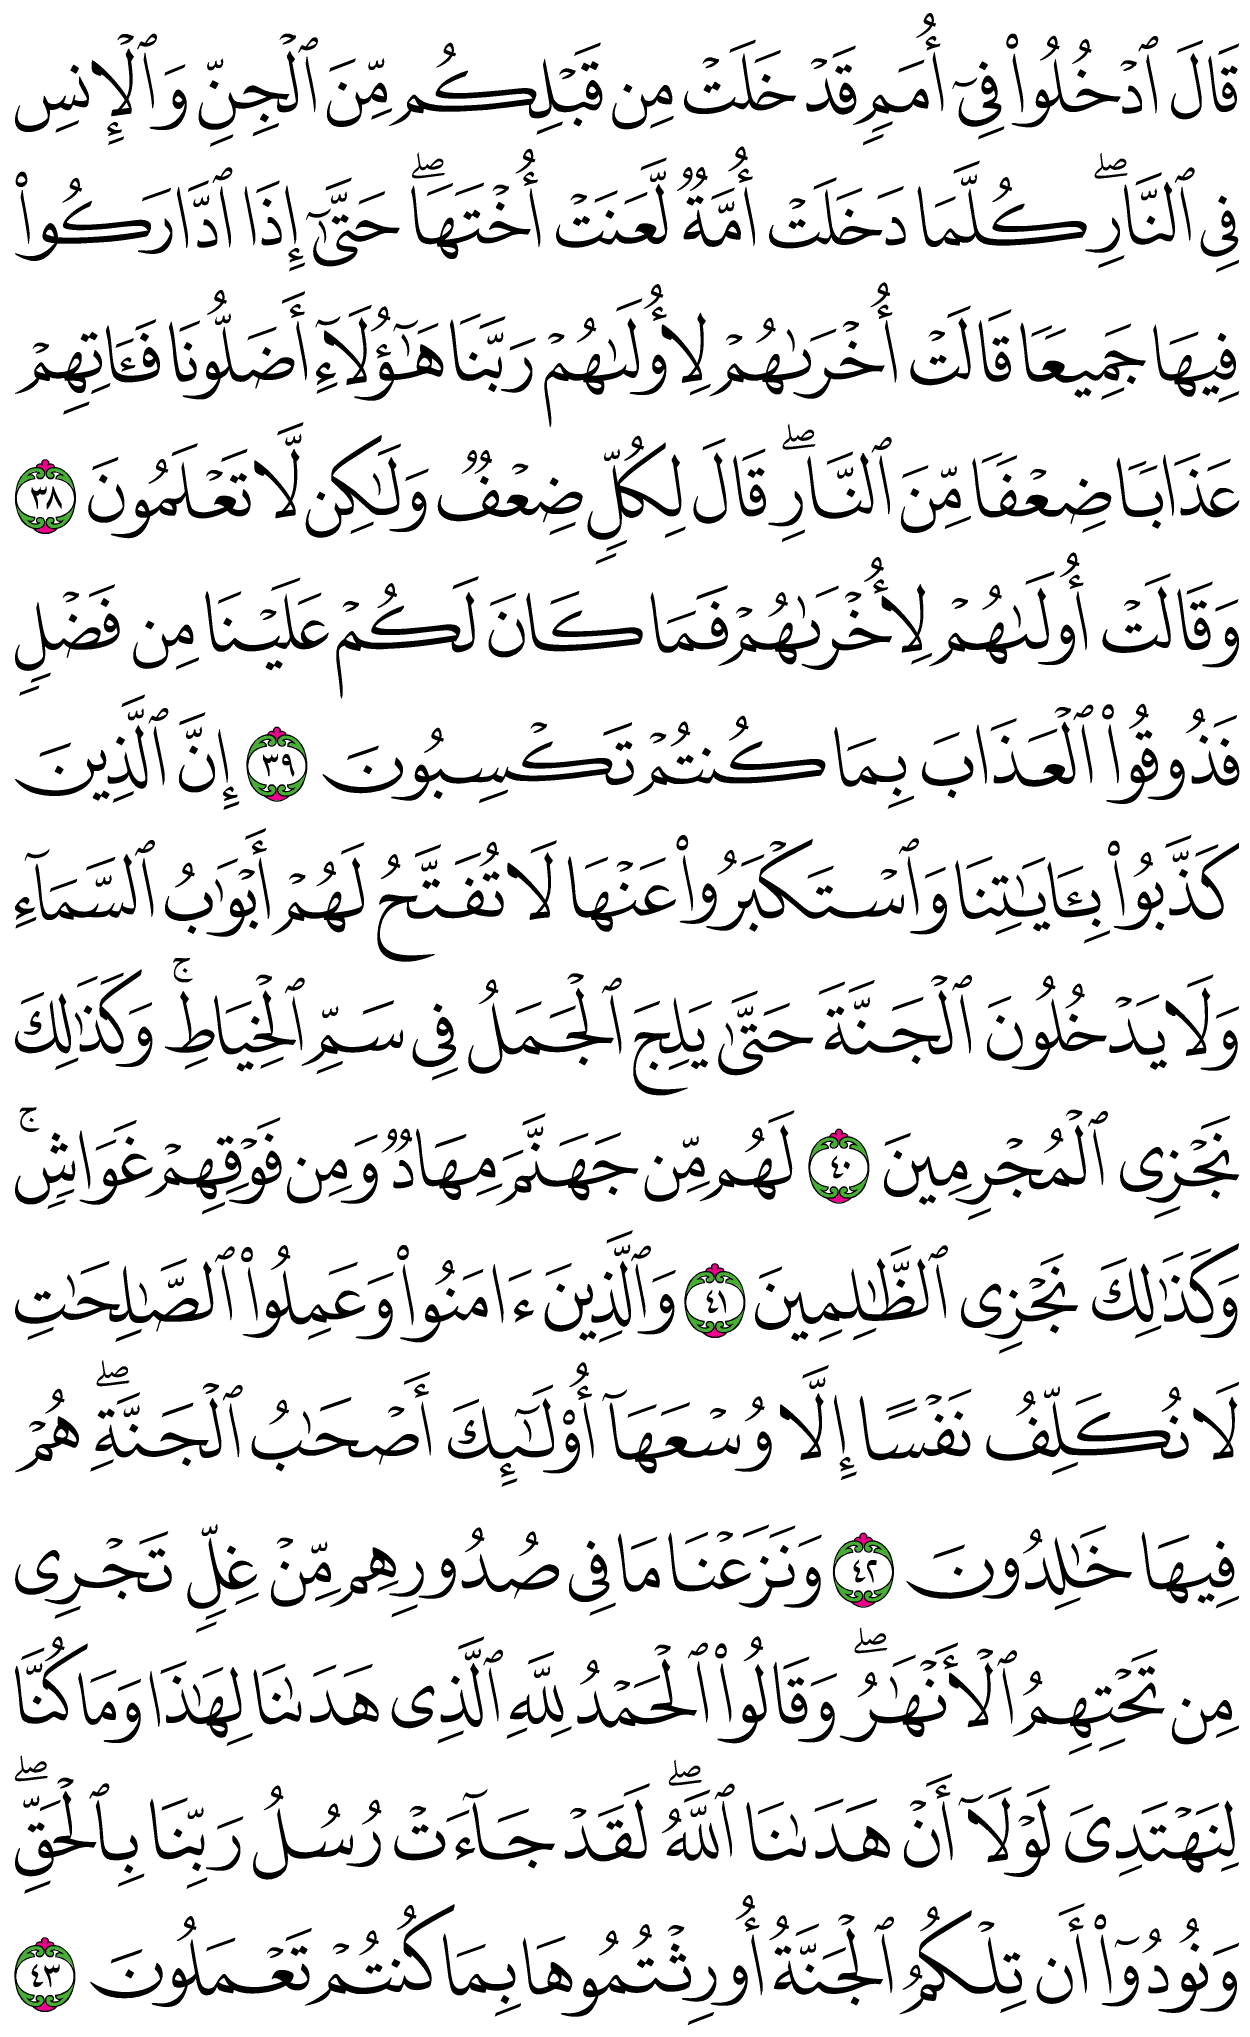 قَالَ ٱدۡخُلُواْ فِيٓ أُمَمٖ قَدۡ خَلَتۡ مِن قَبۡلِكُم مِّنَ ٱلۡجِنِّ وَٱلۡإِنسِ
فِي ٱلنَّارِۖ كُلَّمَا دَخَلَتۡ أُمَّةٞ لَّعَنَتۡ أُخۡتَهَاۖ حَتَّىٰٓ إِذَا ٱدَّارَكُواْ
فِيهَا جَمِيعٗا قَالَتۡ أُخۡرَىٰهُمۡ لِأُولَىٰهُمۡ رَبَّنَا هَٰٓؤُلَآءِ أَضَلُّونَا فَـَٔاتِهِمۡ
عَذَابٗا ضِعۡفٗا مِّنَ ٱلنَّارِۖ قَالَ لِكُلّٖ ضِعۡفٞ وَلَٰكِن لَّا تَعۡلَمُونَ ٣٨
وَقَالَتۡ أُولَىٰهُمۡ لِأُخۡرَىٰهُمۡ فَمَا كَانَ لَكُمۡ عَلَيۡنَا مِن فَضۡلٖ
فَذُوقُواْ ٱلۡعَذَابَ بِمَا كُنتُمۡ تَكۡسِبُونَ ٣٩ إِنَّ ٱلَّذِينَ
كَذَّبُواْ بِـَٔايَٰتِنَا وَٱسۡتَكۡبَرُواْ عَنۡهَا لَا تُفَتَّحُ لَهُمۡ أَبۡوَٰبُ ٱلسَّمَآءِ
وَلَا يَدۡخُلُونَ ٱلۡجَنَّةَ حَتَّىٰ يَلِجَ ٱلۡجَمَلُ فِي سَمِّ ٱلۡخِيَاطِۚ وَكَذَٰلِكَ
نَجۡزِي ٱلۡمُجۡرِمِينَ ٤٠ لَهُم مِّن جَهَنَّمَ مِهَادٞ وَمِن فَوۡقِهِمۡ غَوَاشٖۚ
وَكَذَٰلِكَ نَجۡزِي ٱلظَّٰلِمِينَ ٤١ وَٱلَّذِينَ ءَامَنُواْ وَعَمِلُواْ ٱلصَّٰلِحَٰتِ
لَا نُكَلِّفُ نَفۡسًا إِلَّا وُسۡعَهَآ أُوْلَٰٓئِكَ أَصۡحَٰبُ ٱلۡجَنَّةِۖ هُمۡ
فِيهَا خَٰلِدُونَ ٤٢ وَنَزَعۡنَا مَا فِي صُدُورِهِم مِّنۡ غِلّٖ تَجۡرِي
مِن تَحۡتِهِمُ ٱلۡأَنۡهَٰرُۖ وَقَالُواْ ٱلۡحَمۡدُ لِلَّهِ ٱلَّذِي هَدَىٰنَا لِهَٰذَا وَمَا كُنَّا
لِنَهۡتَدِيَ لَوۡلَآ أَنۡ هَدَىٰنَا ٱللَّهُۖ لَقَدۡ جَآءَتۡ رُسُلُ رَبِّنَا بِٱلۡحَقِّۖ
وَنُودُوٓاْ أَن تِلۡكُمُ ٱلۡجَنَّةُ أُورِثۡتُمُوهَا بِمَا كُنتُمۡ تَعۡمَلُونَ ٤٣